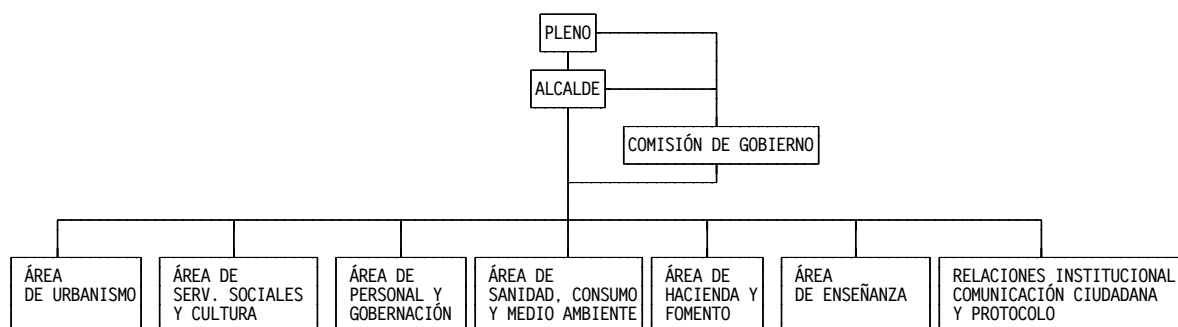 PLENO
ALCALDE
COMISIÓN DE GOBIERNO
ÁREA
DE URBANISMO
ÁREA DE
SERV. SOCIALES
Y CULTURA
ÁREA DE
PERSONAL Y
GOBERNACIÓN
ÁREA DE
SANIDAD, CONSUMO
Y MEDIO AMBIENTE
ÁREA DE
HACIENDA Y
FOMENTO
ÁREA
DE ENSEÑANZA
RELACIONES INSTITUCIONAL
COMUNICACIÓN CIUDADANA
Y PROTOCOLO